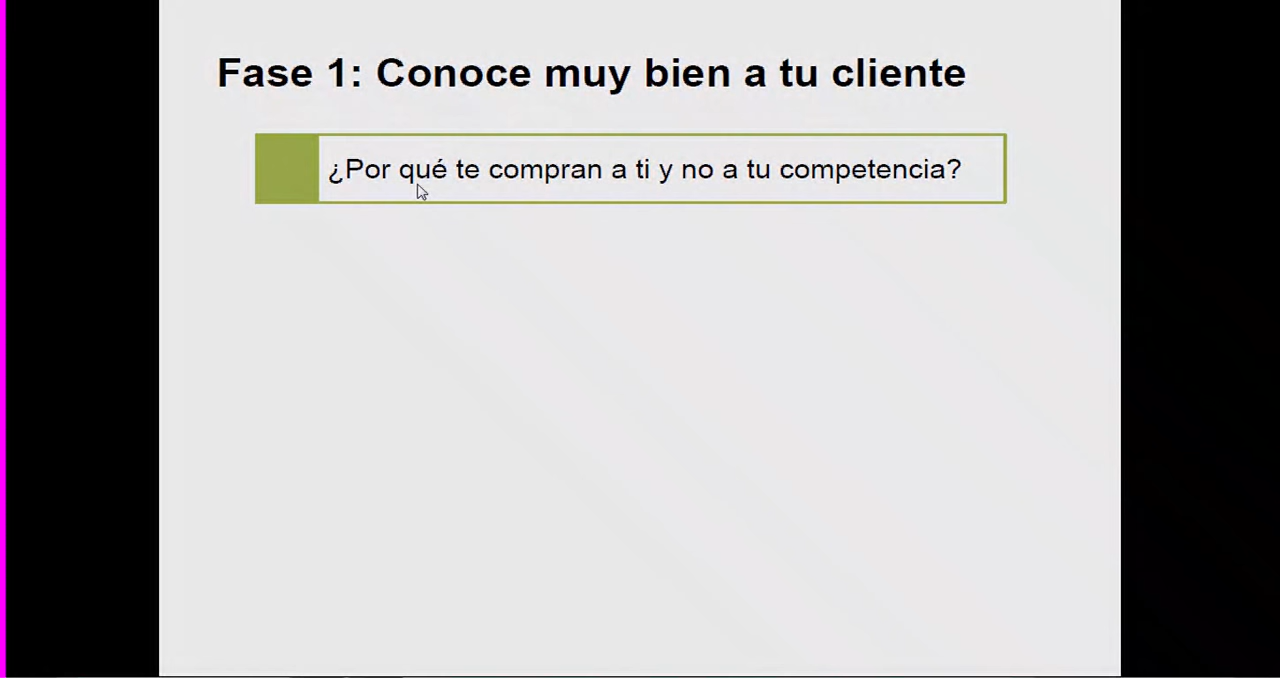 Fase 1: Conoce muy bien a tu cliente
¿Por qué te compran a ti y no a tu competencia?